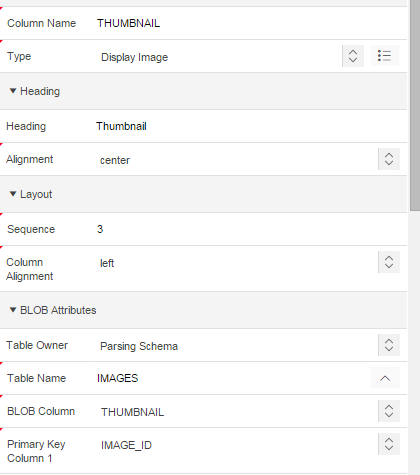 Column Name THUMBNAIL
Type Display Image
Heading
Heading Thumbnail
Alignment center
Layout
Sequence 3
Column Alignment left
BLOB Attributes
Table Owner Parsing Schema
Table Name IMAGES
BLOB Column THUMBNAIL
Primary Key Column 1 IMAGE_ID